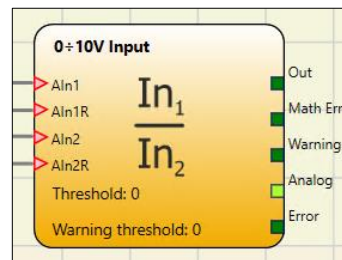 0÷10V Input
AIn1
AIn1R
AIn2
AIn2R
In1
In2
Threshold: 0
Warning threshold: 0
Out
Math Err
Warning
Analog
Error